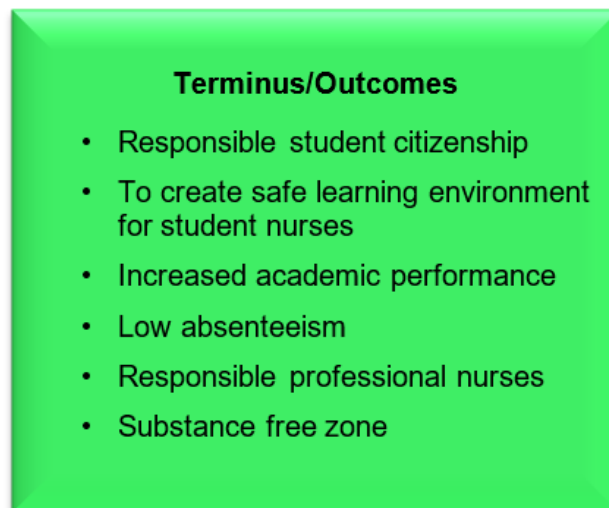 Terminus/Outcomes
• Responsible student citizenship
• To create safe learning environment
for student nurses
• Increased academic performance
• Low absenteeism
• Responsible professional nurses
• Substance free zone